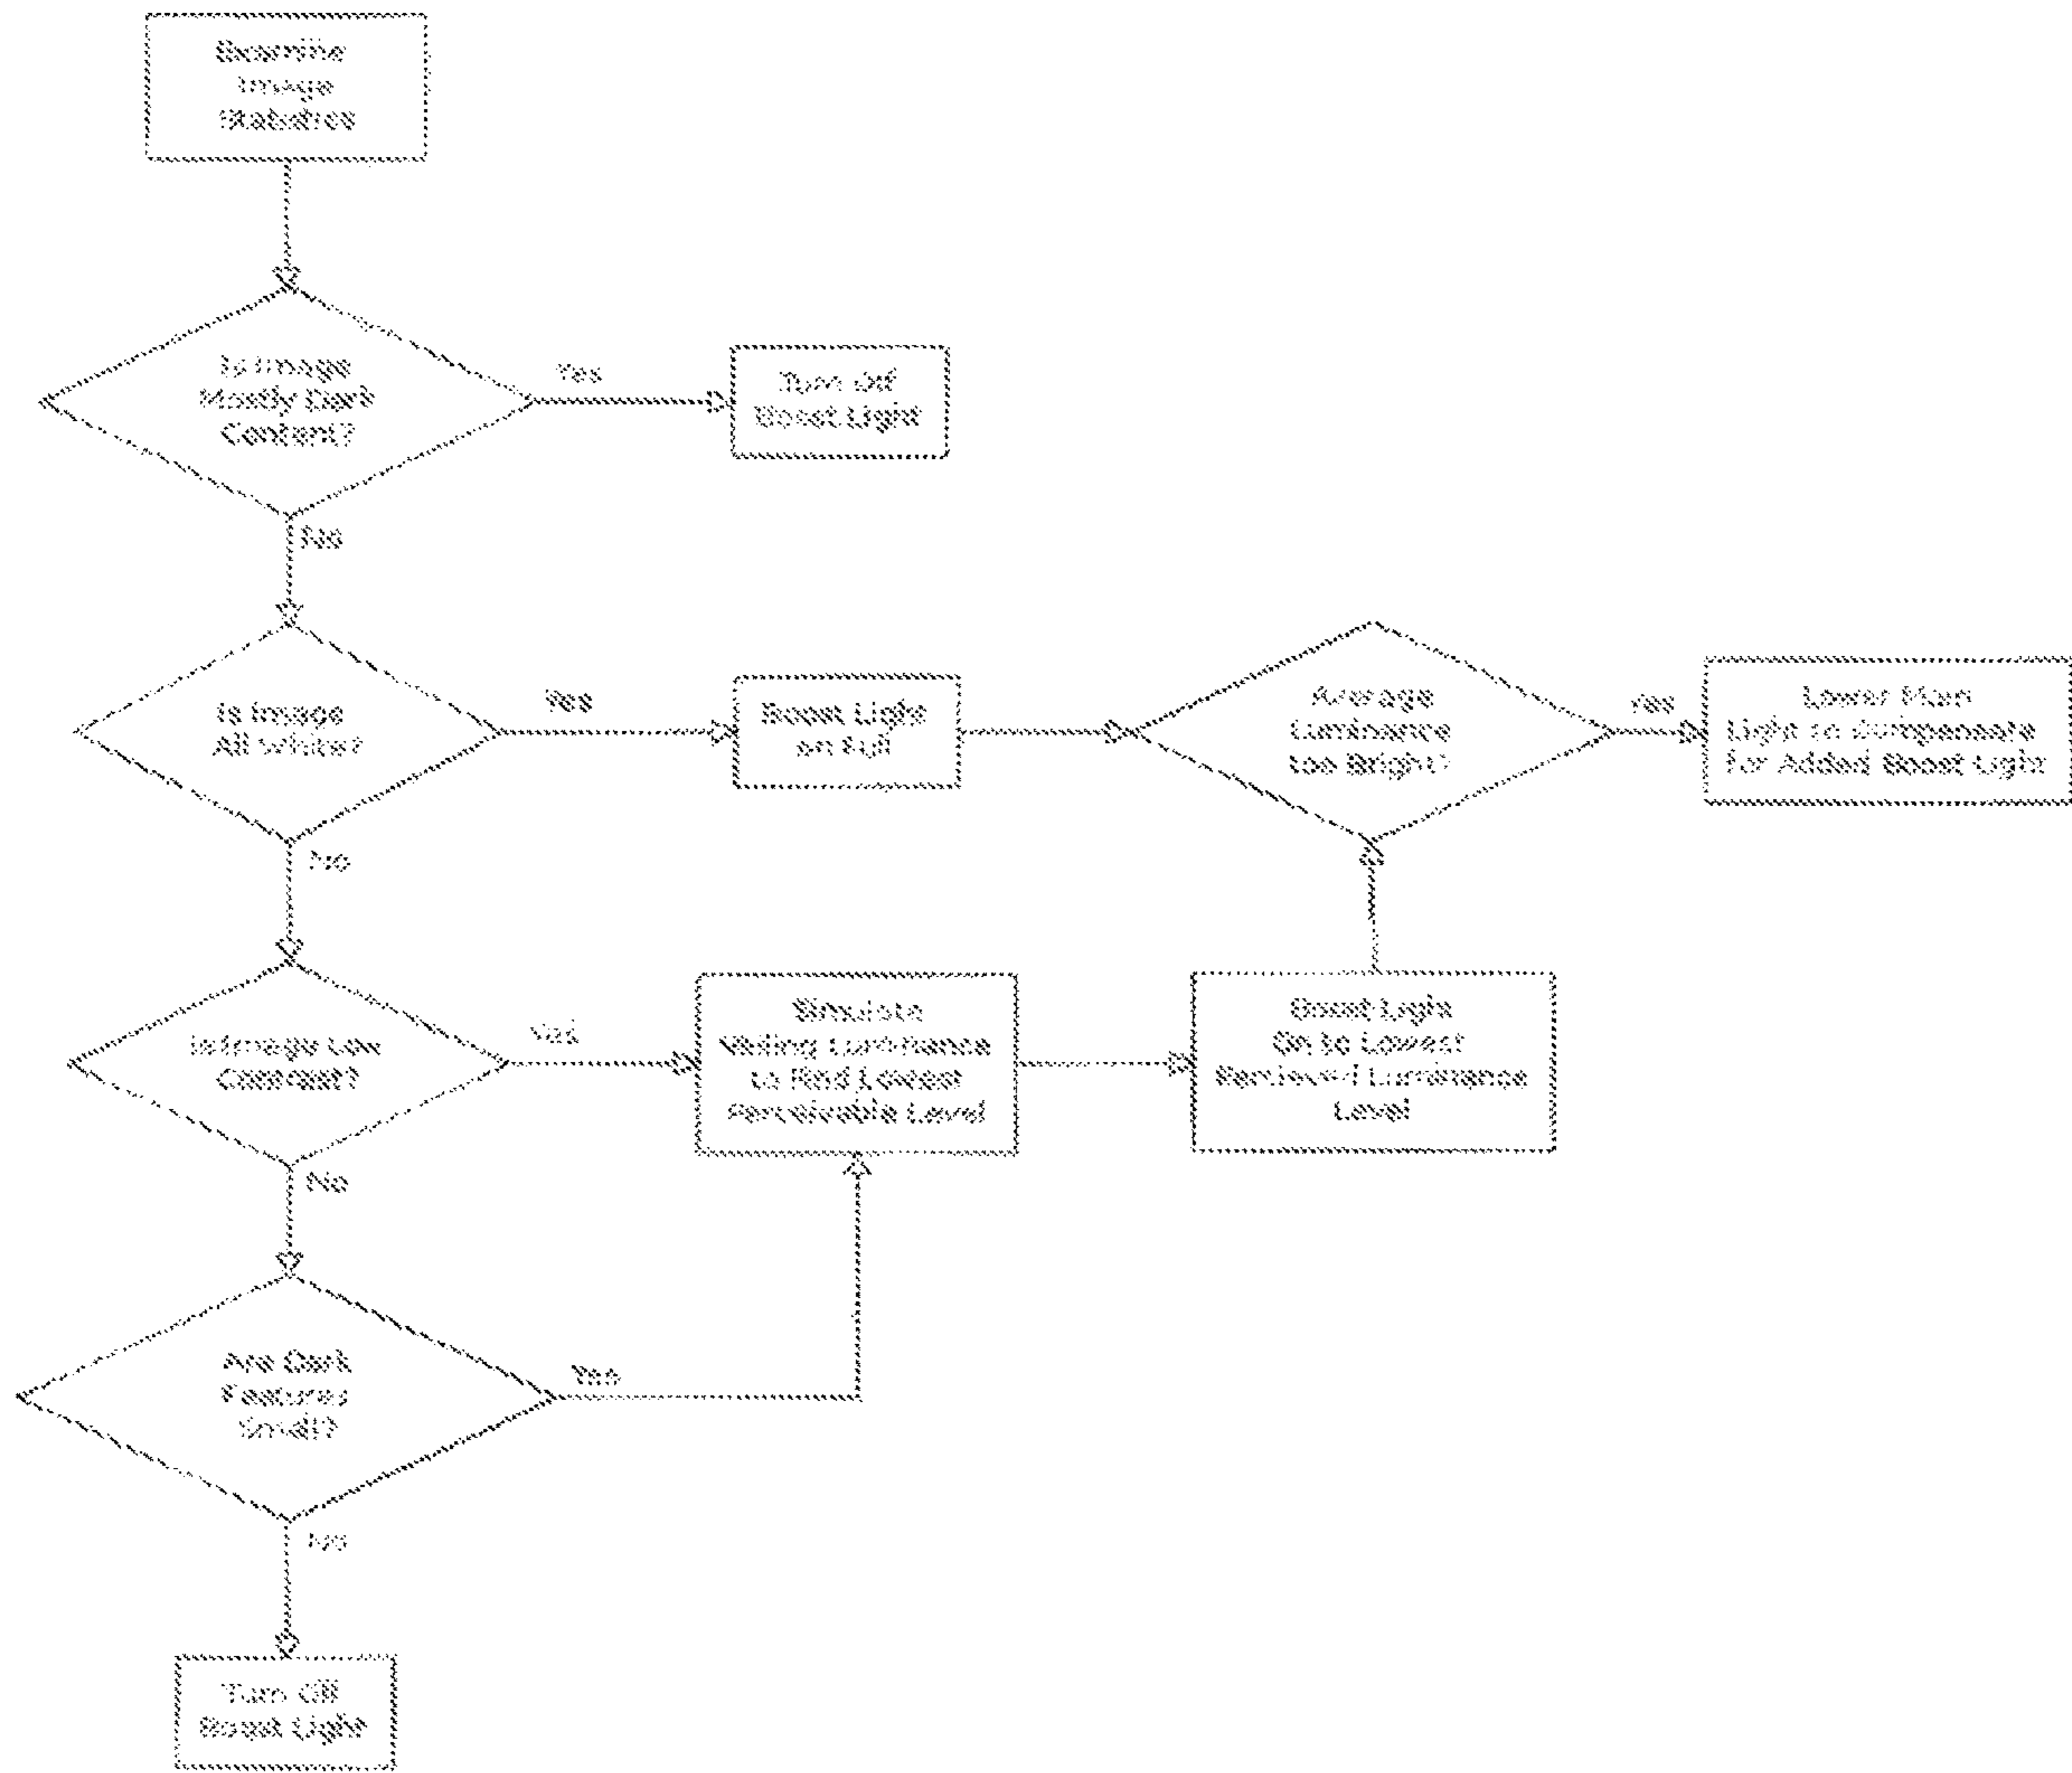 Examine
Image
Statistics
Is Image
Mostly Dark
Content?
Yes
Turn Off
Boost Light
No
Is Image
All White?
Yes
Boost Light
on Full
Average
Luminance
too Bright?
Yes
Lower Main
Light to Compensate
for Added Boost Light
No
Is Image Low
Contrast?
Yes
Simulate
Veiling Luminance
to Find Lowest
Perceivable Level
Boost Light
On to Lowest
Luminance
Level
No
Are Dark
Features
Small?
Yes
No
Turn Off
Boost Light